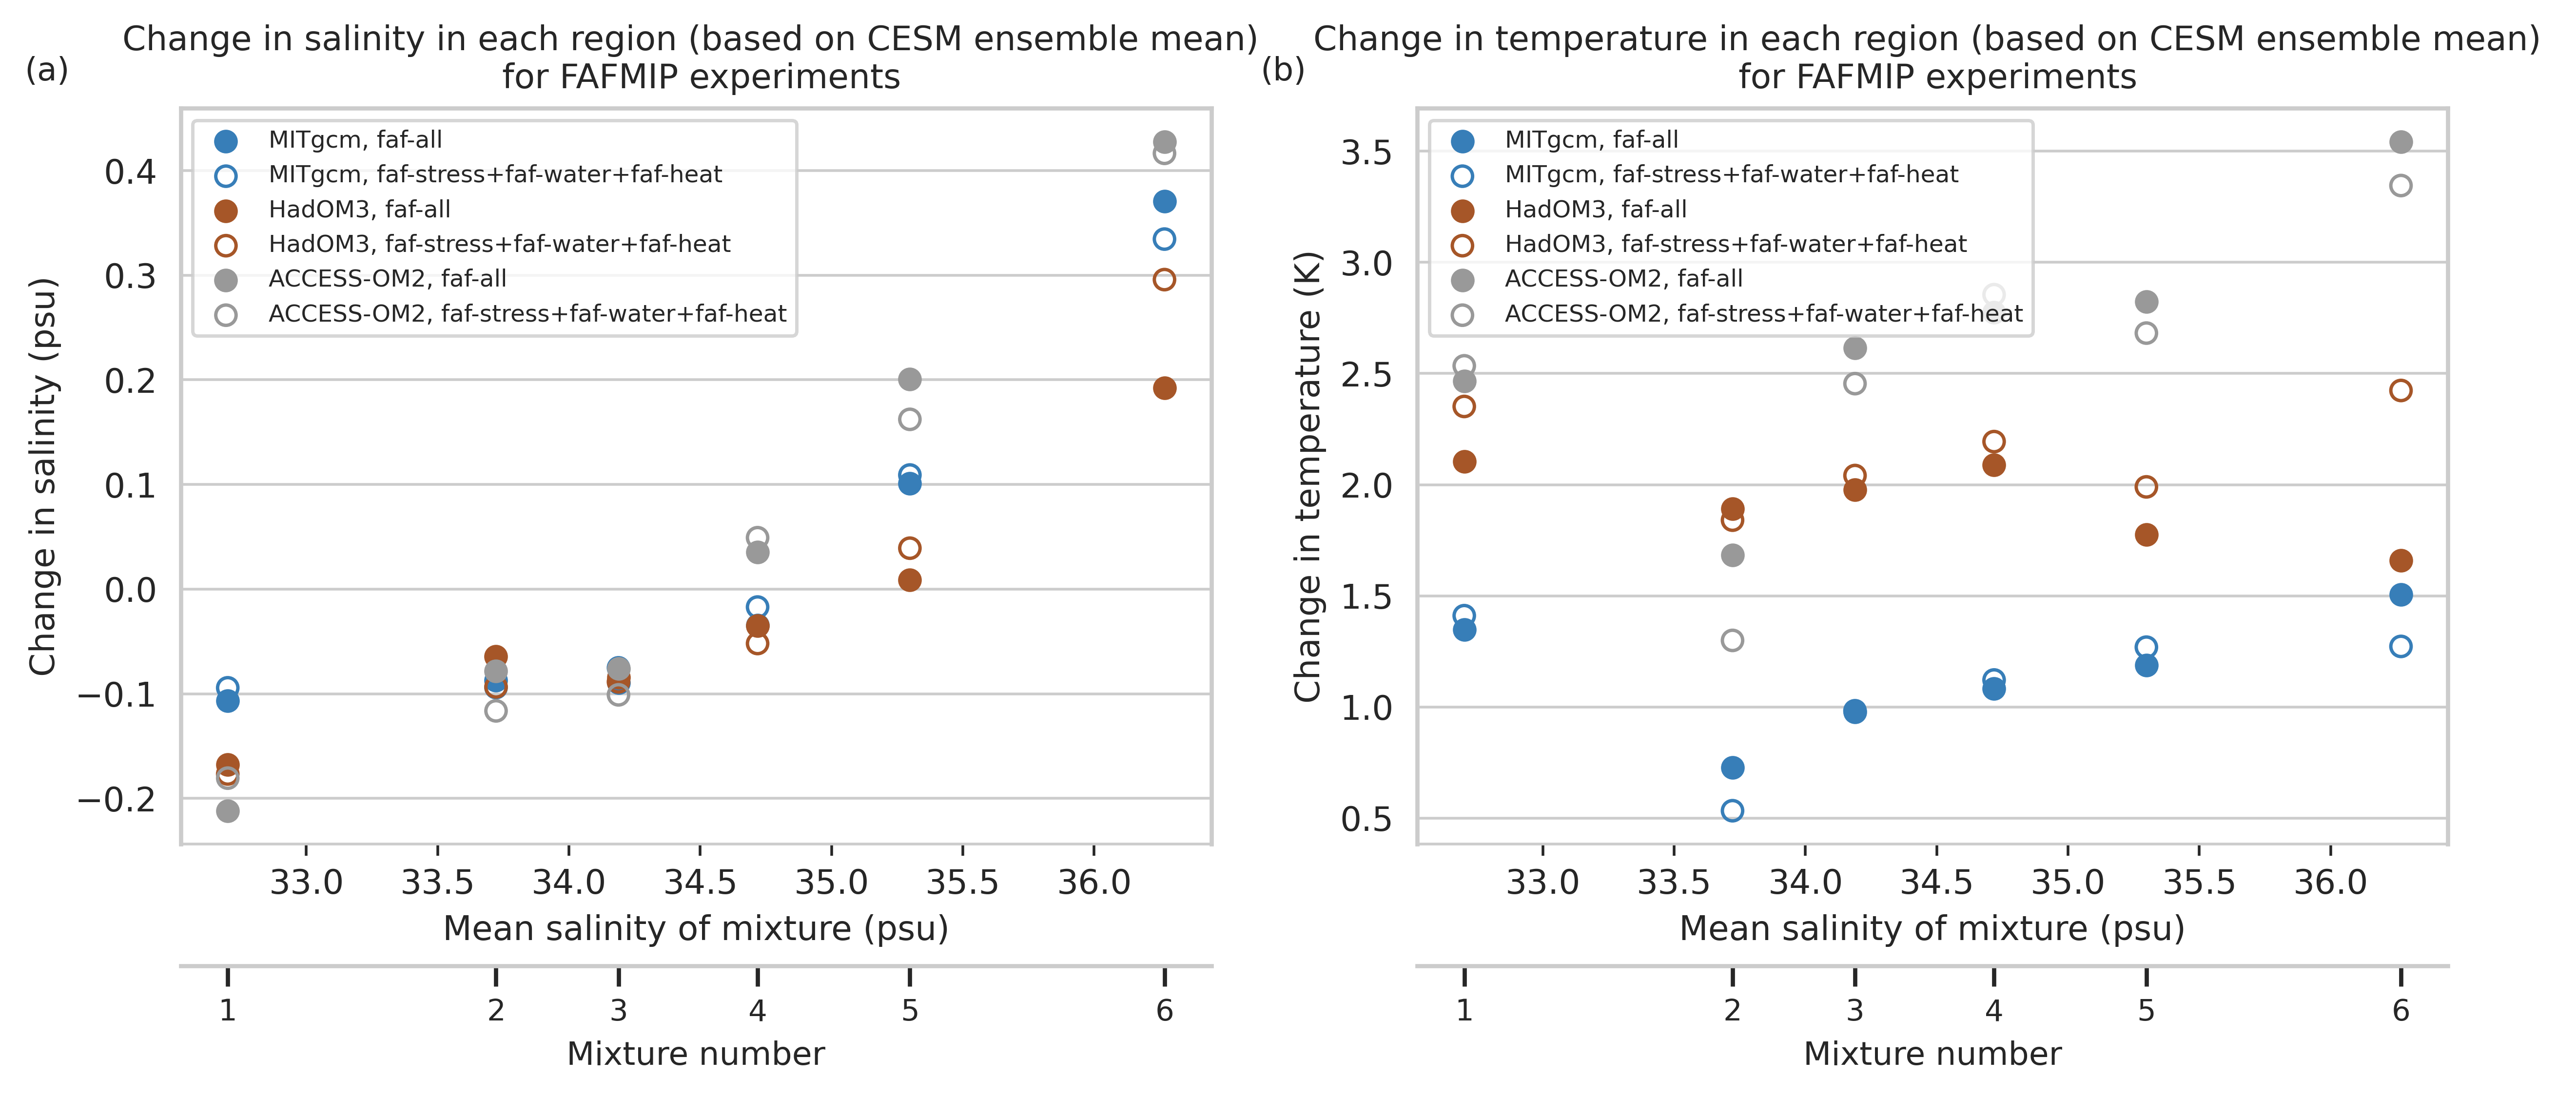 Change in salinity in each region (based on CESM ensemble mean)
for FAFMIP experiments
(a)
MITgcm, faf-all
MITgcm, faf-stress+faf-water+faf-heat
HadOM3, faf-all
HadOM3, faf-stress+faf-water+faf-heat
ACCESS-OM2, faf-all
ACCESS-OM2, faf-stress+faf-water+faf-heat
Change in salinity (psu)
0.4
0.3
0.2
0.1
0.0
−0.1
−0.2
33.0 33.5 34.0 34.5 35.0 35.5 36.0
Mean salinity of mixture (psu)
1 2 3 4 5 6
Mixture number
Change in temperature in each region (based on CESM ensemble mean)
for FAFMIP experiments
(b)
MITgcm, faf-all
MITgcm, faf-stress+faf-water+faf-heat
HadOM3, faf-all
HadOM3, faf-stress+faf-water+faf-heat
ACCESS-OM2, faf-all
ACCESS-OM2, faf-stress+faf-water+faf-heat
Change in temperature (K)
3.5
3.0
2.5
2.0
1.5
1.0
0.5
33.0 33.5 34.0 34.5 35.0 35.5 36.0
Mean salinity of mixture (psu)
1 2 3 4 5 6
Mixture number